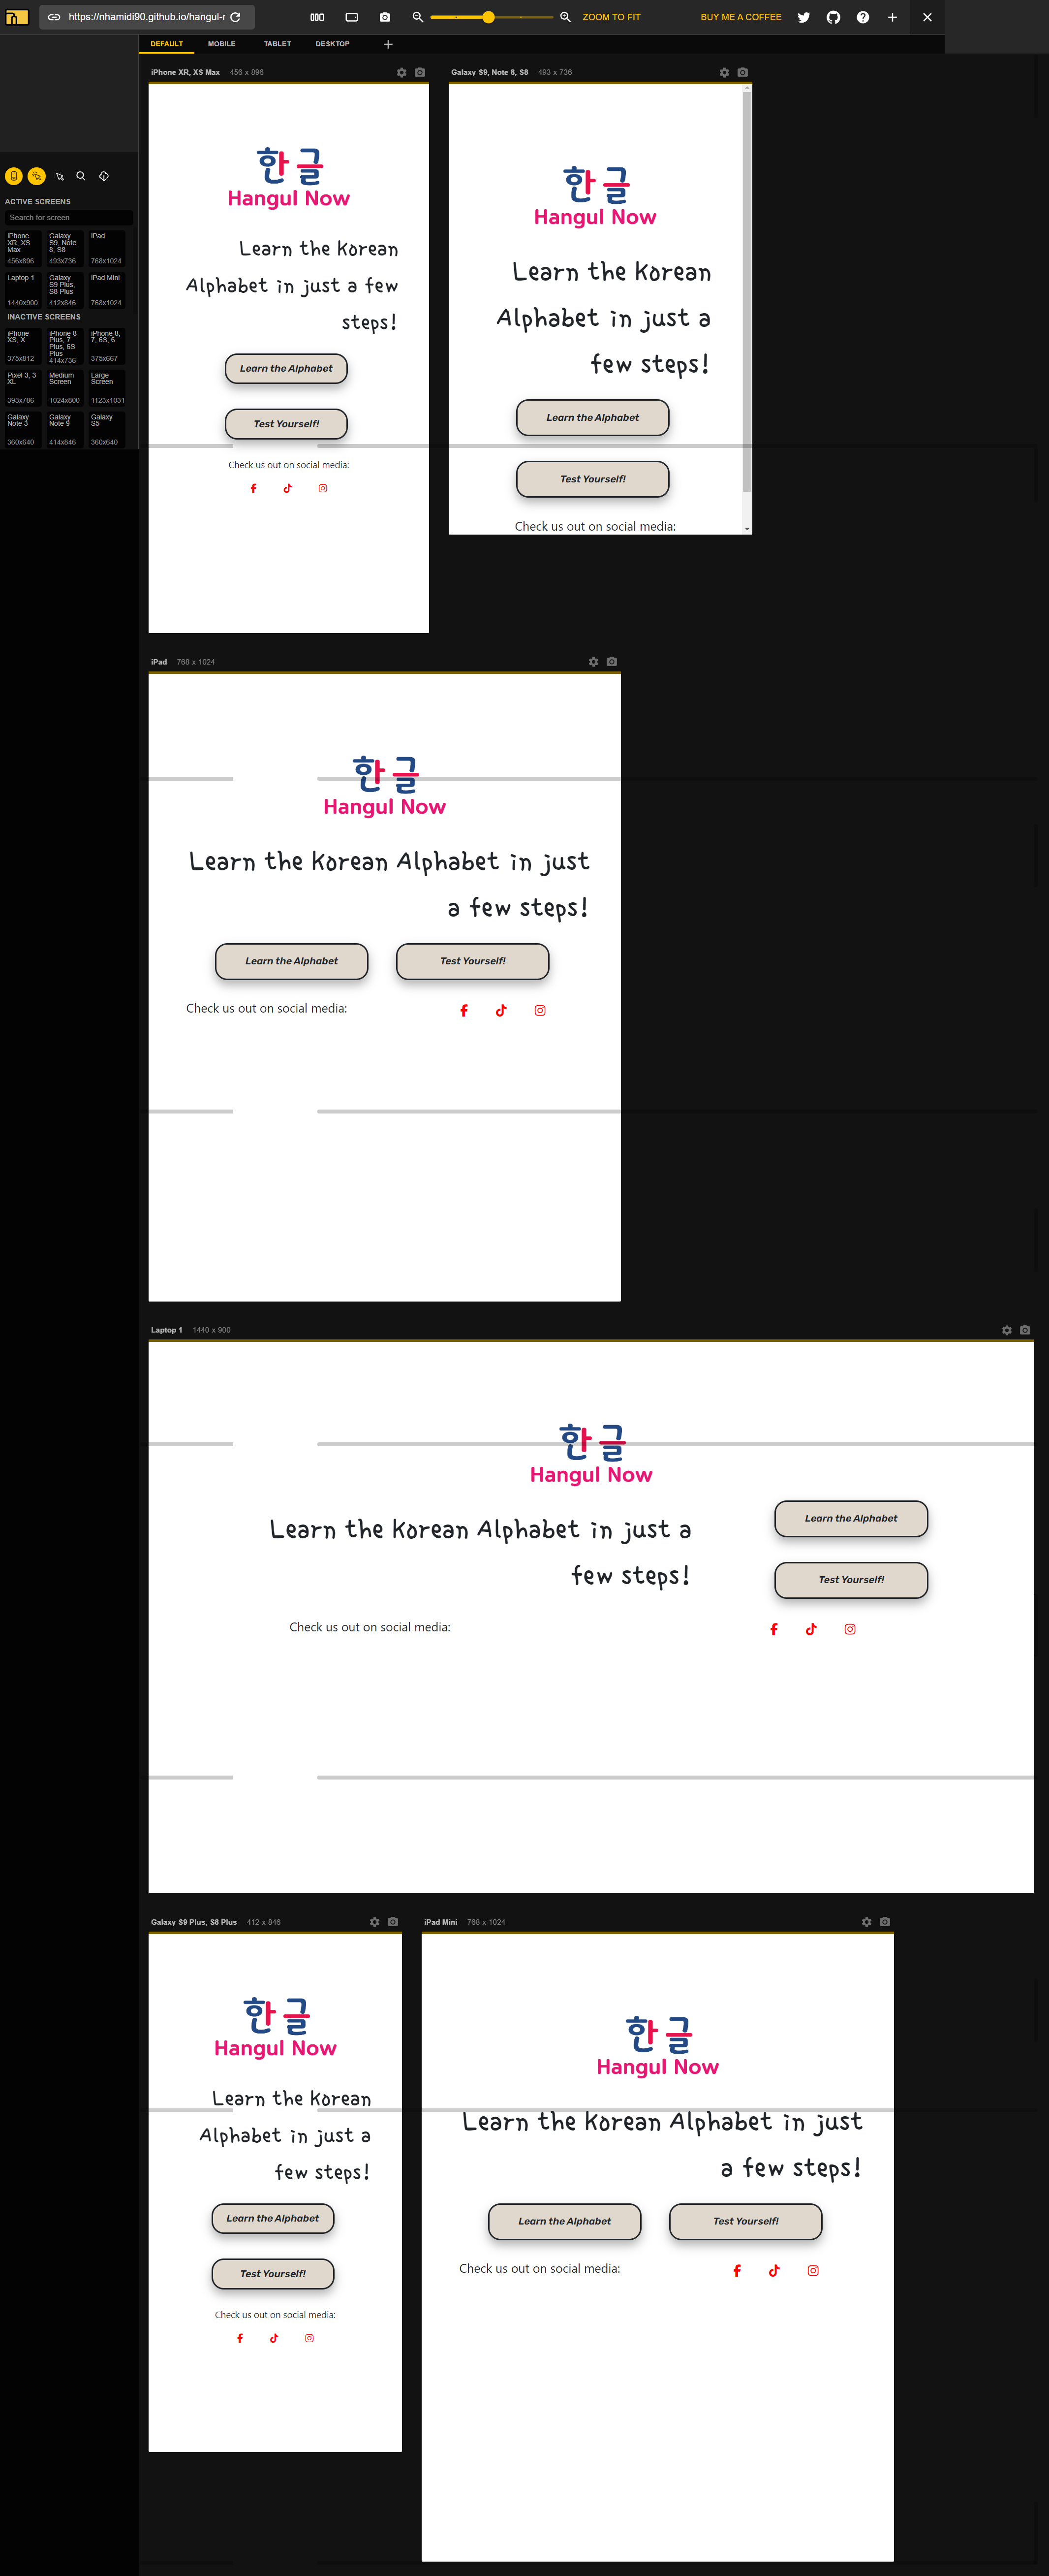 https://nhamidi90.github.io/hangul-r
ZOOM TO FIT
BUY ME A COFFEE
DEFAULT
MOBILE
TABLET
DESKTOP
ACTIVE SCREENS
Search for screen
iPhone XR, XS Max
456x896
Galaxy S9, Note 8, S8
493x736
iPad
768x1024
Laptop 1
1440x900
Galaxy S9 Plus, S8 Plus
412x846
iPad Mini
768x1024
INACTIVE SCREENS
iPhone XS, X
375x812
iPhone 8 Plus, 7 Plus, 6S Plus
414x736
iPhone 8, 7, 6S, 6
375x667
Pixel 3, 3 XL
393x786
Medium Screen
1024x800
Large Screen
1123x1031
Galaxy Note 3
360x640
Galaxy Note 9
414x846
Galaxy S5
360x640
iPhone XR, XS Max 456 x 896
한글
Hangul Now
Learn the Korean
Alphabet in just a few
steps!
Learn the Alphabet
Test Yourself!
Check us out on social media:
Galaxy S9, Note 8, S8 493 x 736
한글
Hangul Now
Learn the Korean
Alphabet in just a
few steps!
Learn the Alphabet
Test Yourself!
Check us out on social media:
iPad 768 x 1024
한글
Hangul Now
Learn the Korean Alphabet in just
a few steps!
Learn the Alphabet
Test Yourself!
Check us out on social media:
Laptop 1 1440 x 900
한글
Hangul Now
Learn the Korean Alphabet in just a
few steps!
Learn the Alphabet
Test Yourself!
Check us out on social media:
Galaxy S9 Plus, S8 Plus 412 x 846
한글
Hangul Now
Learn the Korean
Alphabet in just a
few steps!
Learn the Alphabet
Test Yourself!
Check us out on social media:
iPad Mini 768 x 1024
한글
Hangul Now
Learn the Korean Alphabet in just
a few steps!
Learn the Alphabet
Test Yourself!
Check us out on social media: